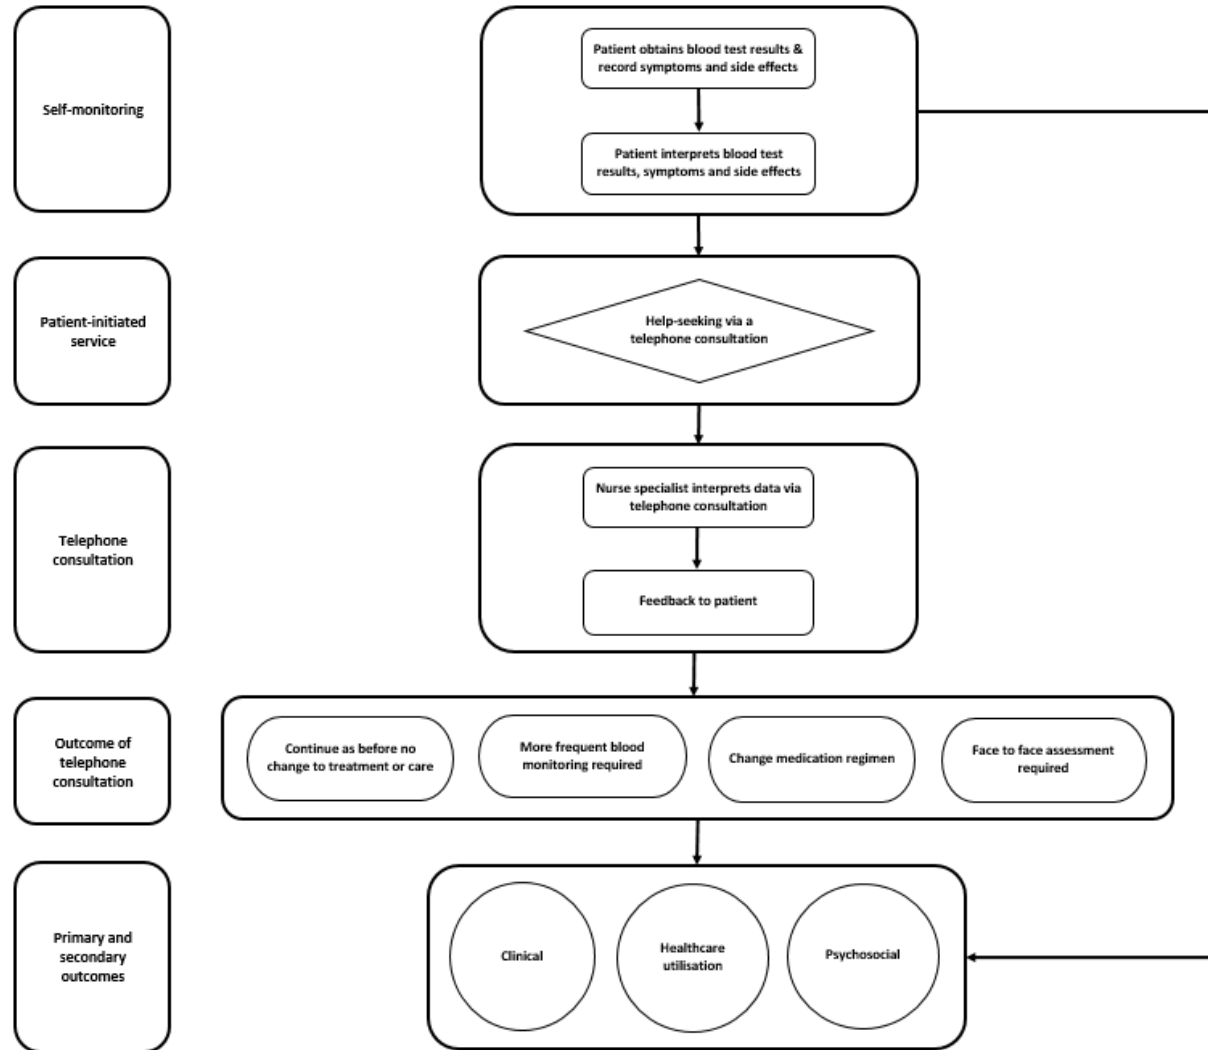 Self-monitoring
Patient obtains blood test results &
record symptoms and side effects
Patient interprets blood test
results, symptoms and side effects
Patient-initiated
service
Help-seeking via a
telephone consultation
Telephone
consultation
Nurse specialist interprets data via
telephone consultation
Feedback to patient
Outcome of
telephone
consultation
Continue as before no
change to treatment or care
More frequent blood
monitoring required
Change medication regimen
Face to face assessment
required
Primary and
secondary
outcomes
Clinical
Healthcare
utilisation
Psychosocial